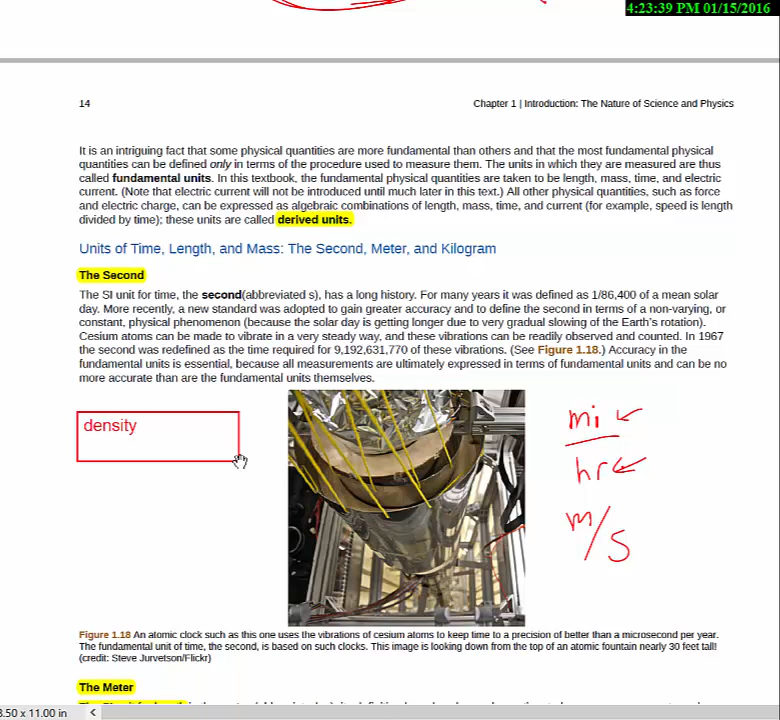 4:23:39 PM 01/15/2016
14
Chapter 1 | Introduction: The Nature of Science and Physics
It is an intriguing fact that some physical quantities are more fundamental than others and that the most fundamental physical
quantities can be defined only in terms of the procedure used to measure them. The units in which they are measured are thus
called fundamental units. In this textbook, the fundamental physical quantities are taken to be length, mass, time, and electric
current. (Note that electric current will not be introduced until much later in this text.) All other physical quantities, such as force
and electric charge, can be expressed as algebraic combinations of length, mass, time, and current (for example, speed is length
divided by time); these units are called derived units.
Units of Time, Length, and Mass: The Second, Meter, and Kilogram
The Second
The SI unit for time, the second(abbreviated s), has a long history. For many years it was defined as 1/86,400 of a mean solar
day. More recently, a new standard was adopted to gain greater accuracy and to define the second in terms of a non-varying, or
constant, physical phenomenon (because the solar day is getting longer due to very gradual slowing of the Earth's rotation).
Cesium atoms can be made to vibrate in a very steady way, and these vibrations can be readily observed and counted. In 1967
the second was redefined as the time required for 9,192,631,770 of these vibrations. (See Figure 1.18.) Accuracy in the
fundamental units is essential, because all measurements are ultimately expressed in terms of fundamental units and can be no
more accurate than are the fundamental units themselves.
density
mi
hr
m/s
Figure 1.18 An atomic clock such as this one uses the vibrations of cesium atoms to keep time to a precision of better than a microsecond per year.
The fundamental unit of time, the second, is based on such clocks. This image is looking down from the top of an atomic fountain nearly 30 feet tall!
(credit: Steve Jurvetson/Flickr)
The Meter
8.50 x 11.00 in